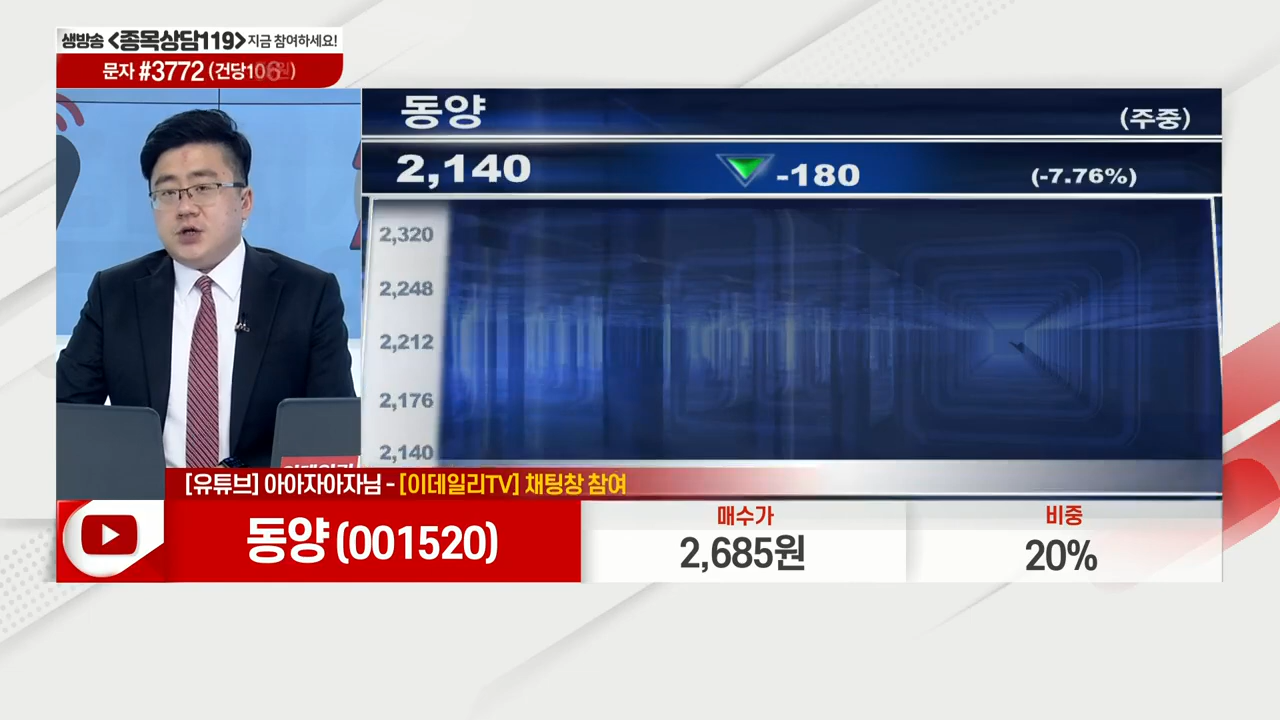 생방송 <종목상담119> 지금 참여하세요!
문자 #3772 (건당10
동양
(주중)
2,140
-180
(-7.76%)
2,320
2,248
2,212
2,176
2,140
[유튜브] 아아자아자님 - [이데일리TV] 채팅창 참여
동양 (001520)
매수가
2,685원
비중
20%